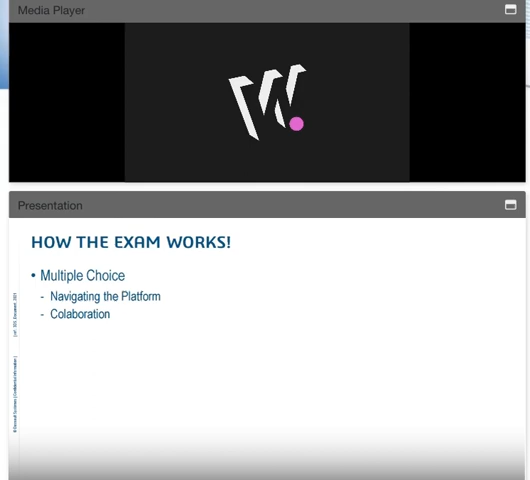 Media Player
Presentation
HOW THE EXAM WORKS!
• Multiple Choice
- Navigating the Platform
- Colaboration